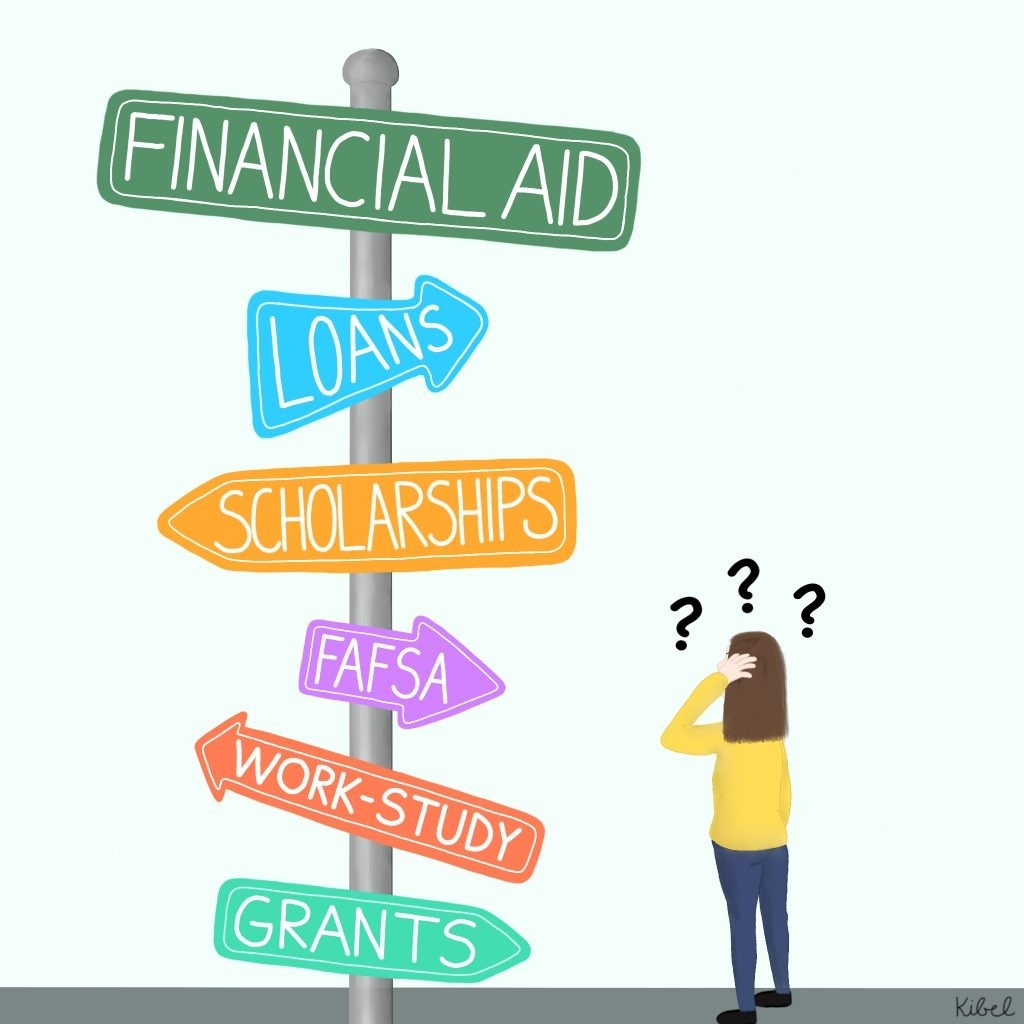 FINANCIAL AID
LOANS
SCHOLARSHIPS
? ? ?
FAFSA
WORK-STUDY
GRANTS
Kibel